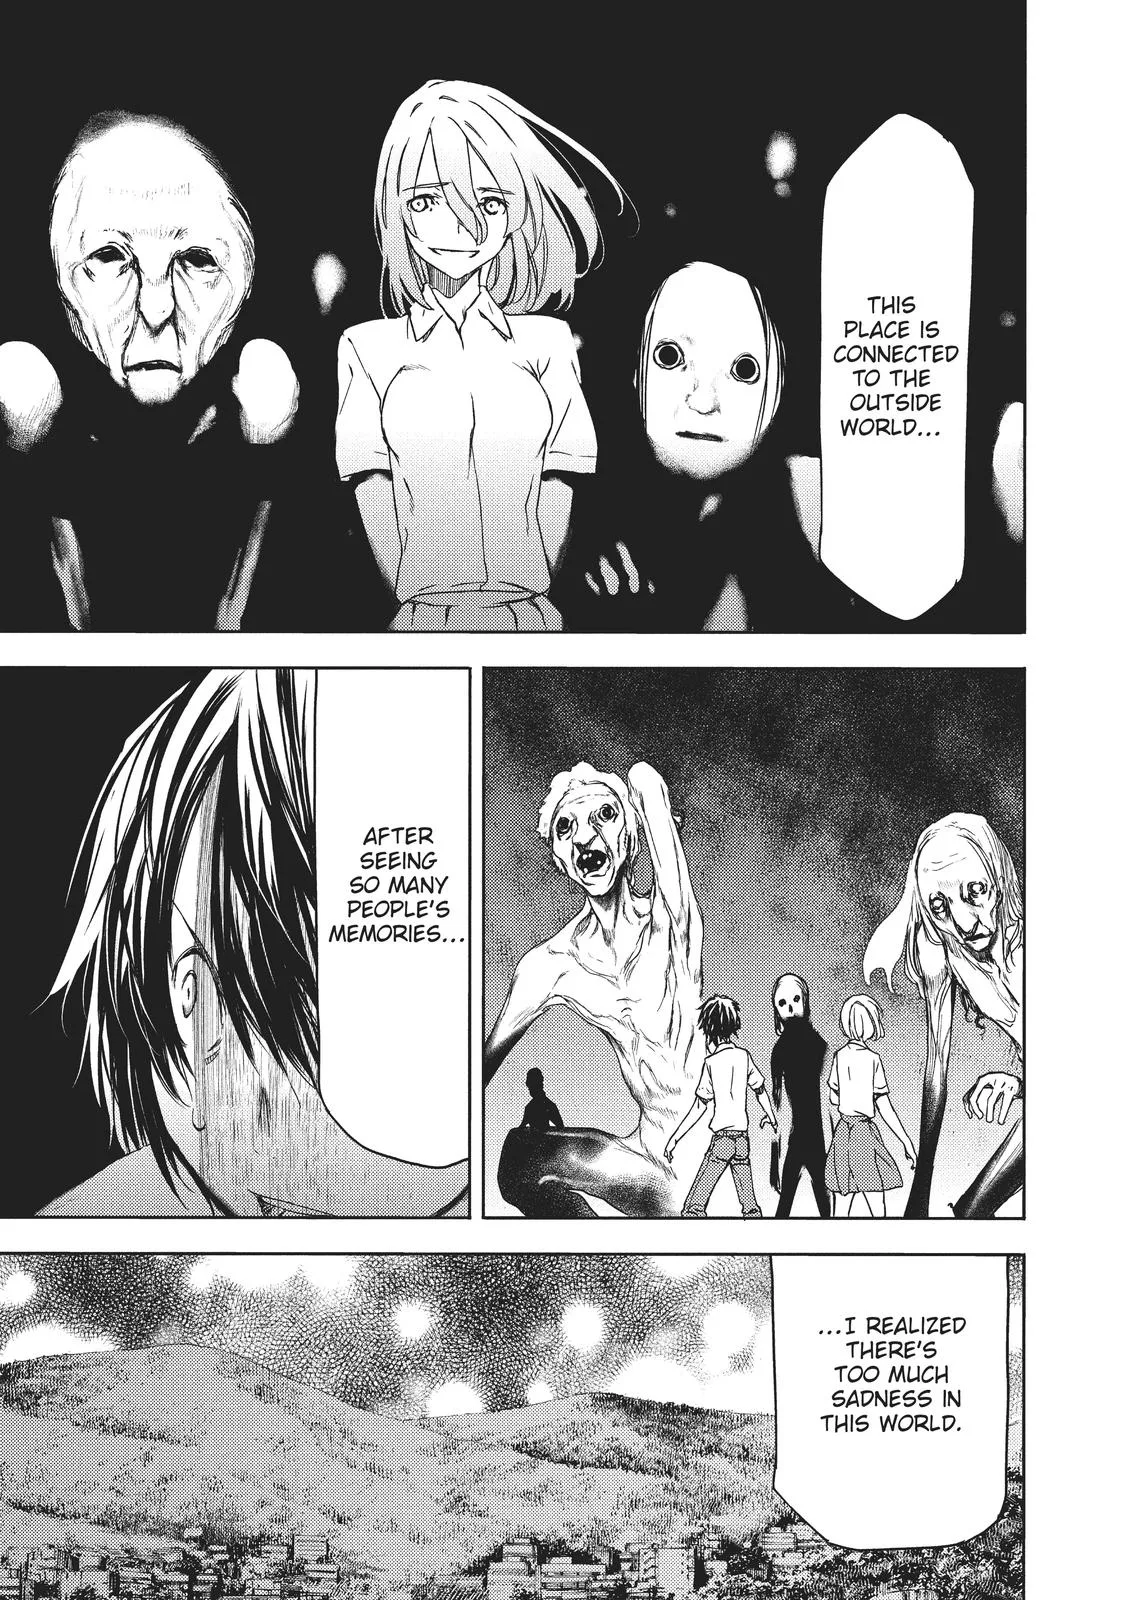 THIS
PLACE IS
CONNECTED
TO THE
OUTSIDE
WORLD...
AFTER
SEEING
SO MANY
PEOPLE'S
MEMORIES...
...I REALIZED
THERE'S
TOO MUCH
SADNESS IN
THIS WORLD.